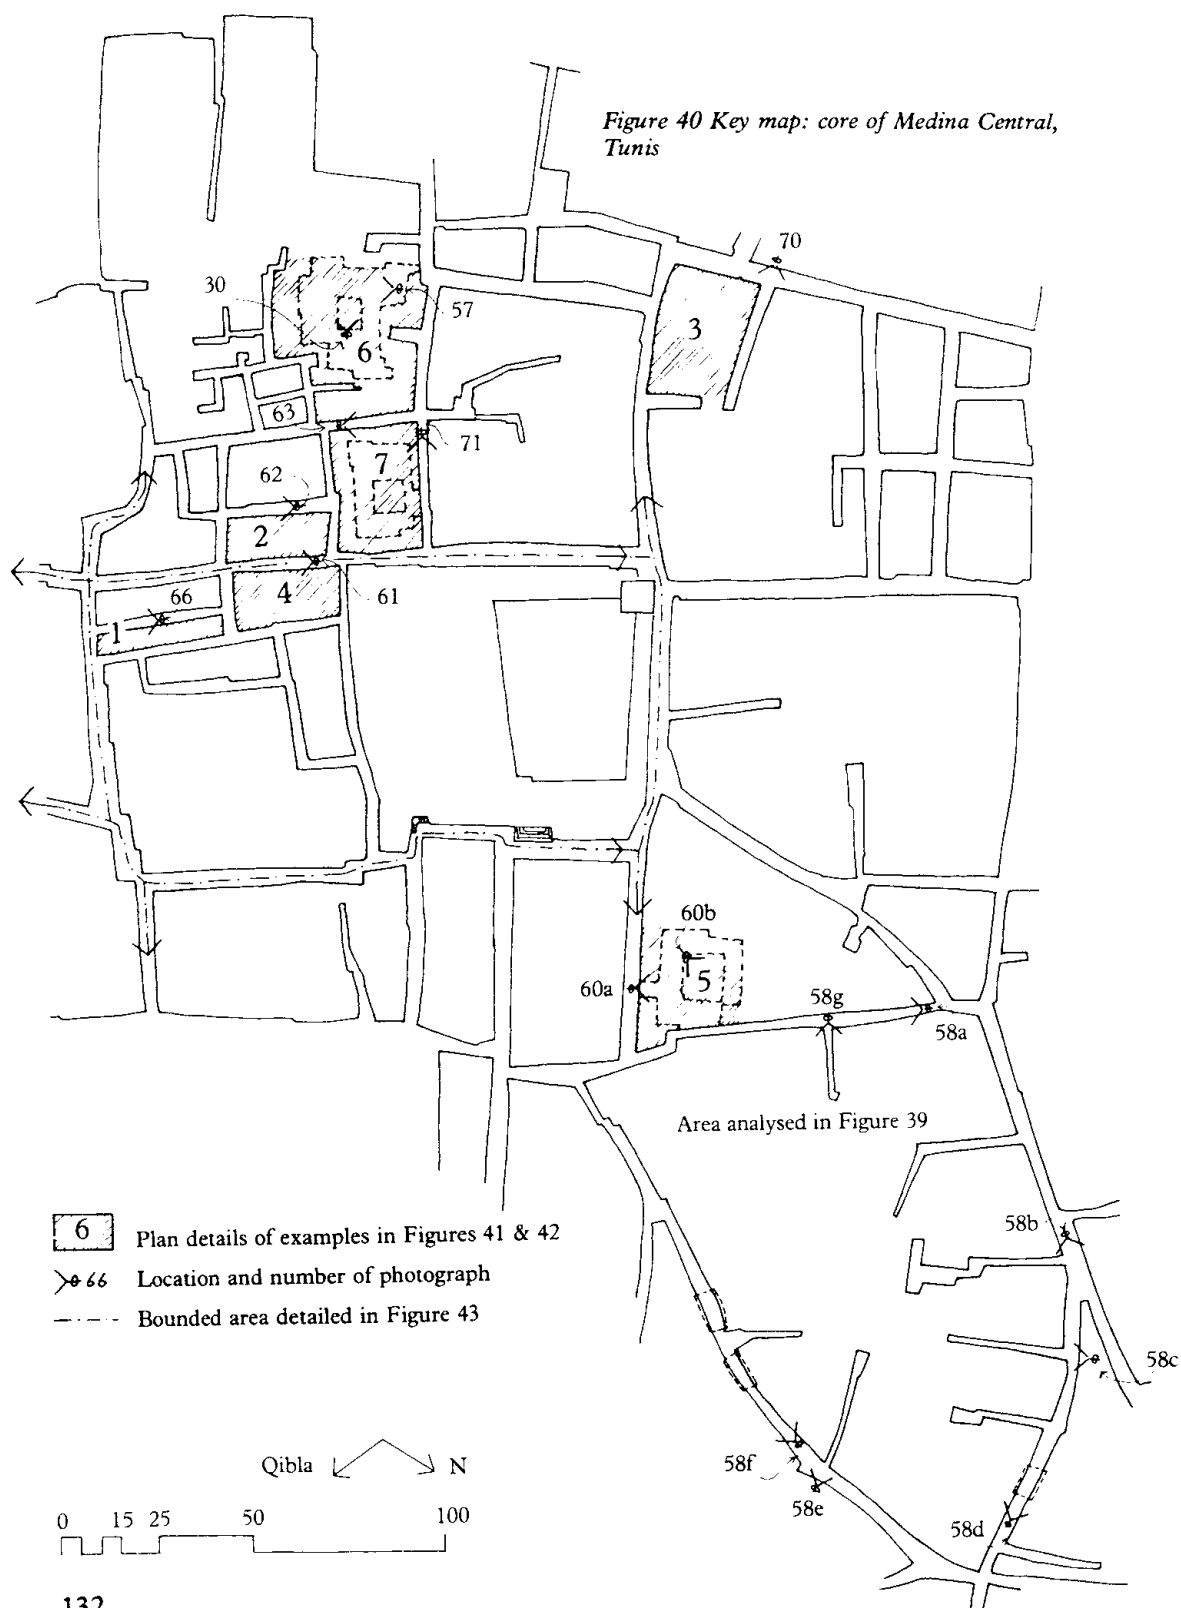 Figure 40 Key map: core of Medina Central,
Tunis
70
30
57
3
6
63
71
7
62
2
66
4
61
1
60b
5
60a
58g
58a
Area analysed in Figure 39
58b
6 Plan details of examples in Figures 41 & 42
66 Location and number of photograph
Bounded area detailed in Figure 43
58c
Qibla N
58f
58e
0 15 25 50 100
58d
132